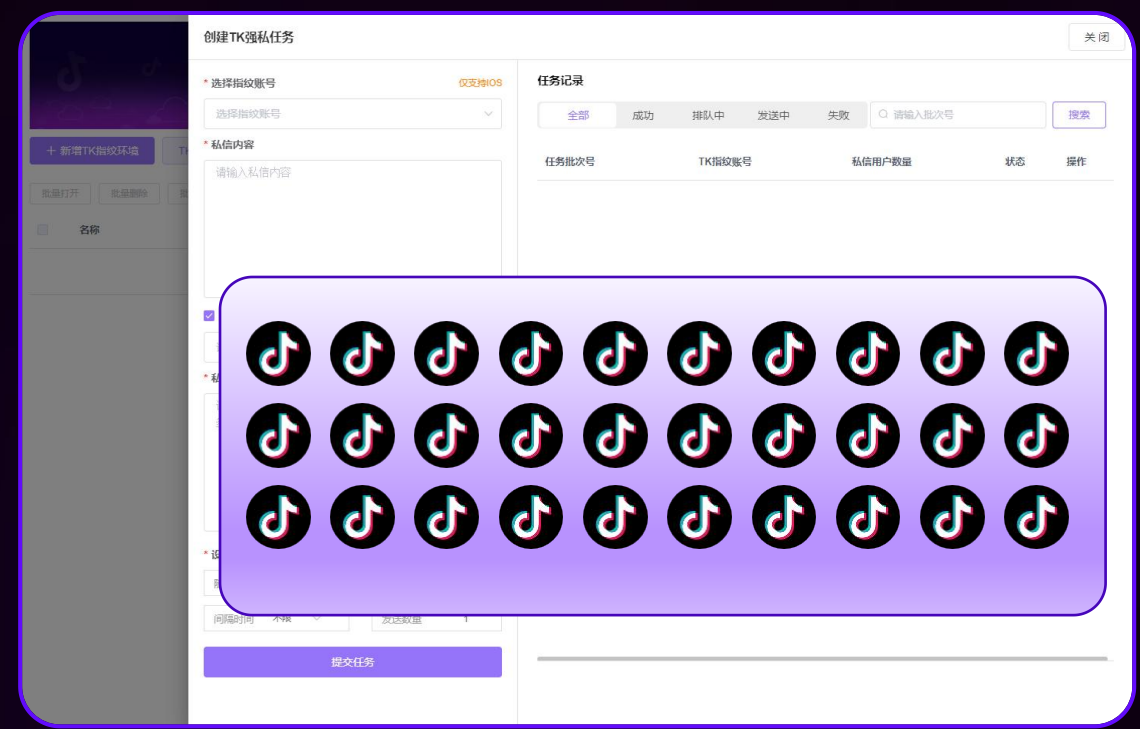 创建TK强私任务
关 闭
* 选择指纹账号
仅支持IOS
选择指纹账号
* 私信内容
请输入私信内容
任务记录
全部
成功
排队中
发送中
失败
请输入批次号
搜索
任务批次号
TK指纹账号
私信用户数量
状态
操作
+ 新增TK指纹环境
批量打开
批量删除
名称
间隔时间
不限
发送数量
1
提交任务